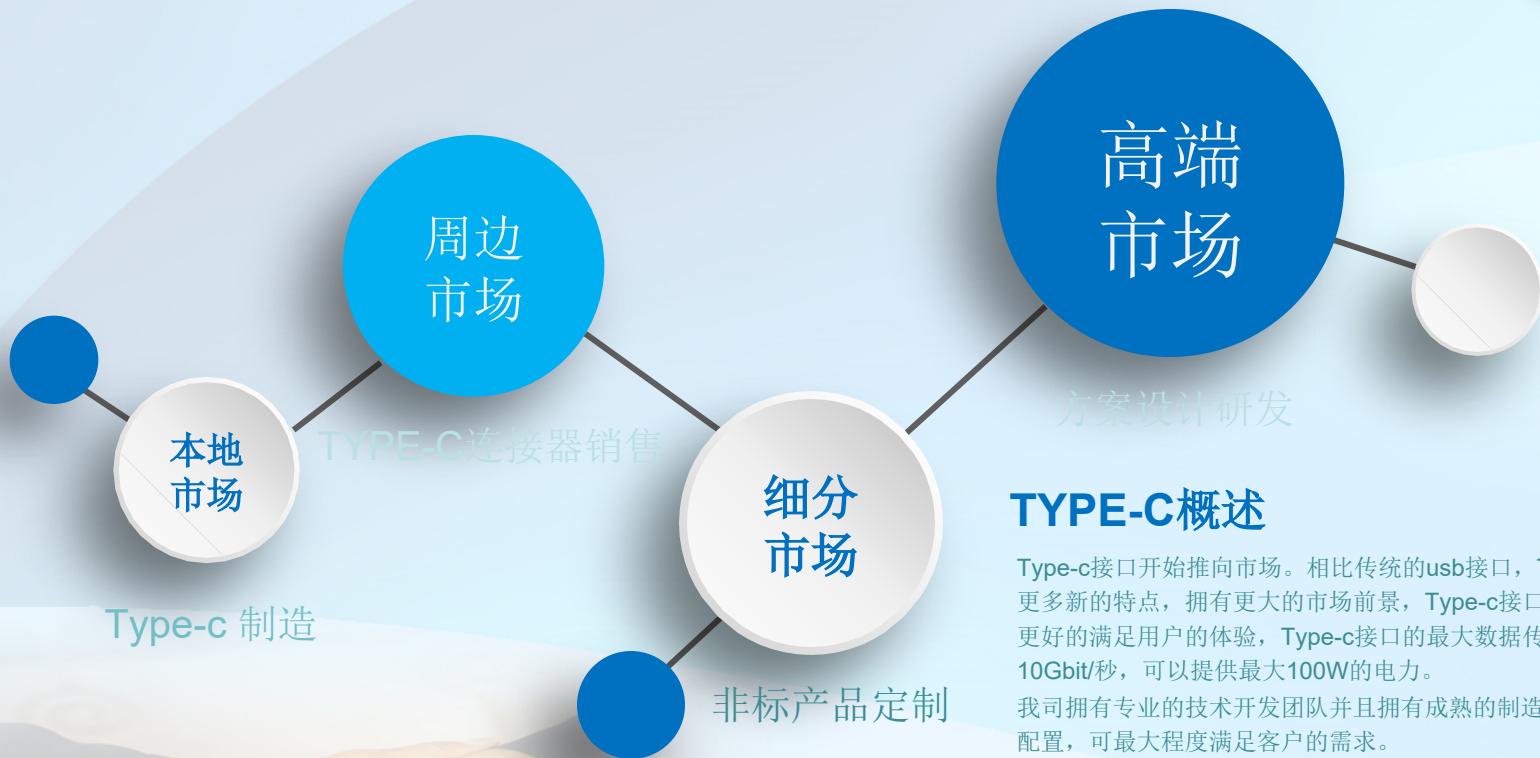 高端
市场
周边
市场
方案设计研发
TYPE-C连接器销售
本地
市场
细分
市场
TYPE-C概述
Type-c接口开始推向市场。相比传统的usb接口，
更多新的特点，拥有更大的市场前景，Type-c接口
更好的满足用户的体验，Type-c接口的最大数据传
10Gbit/秒，可以提供最大100W的电力。
我司拥有专业的技术开发团队并且拥有成熟的制造
配置，可最大程度满足客户的需求。
Type-c 制造
非标产品定制